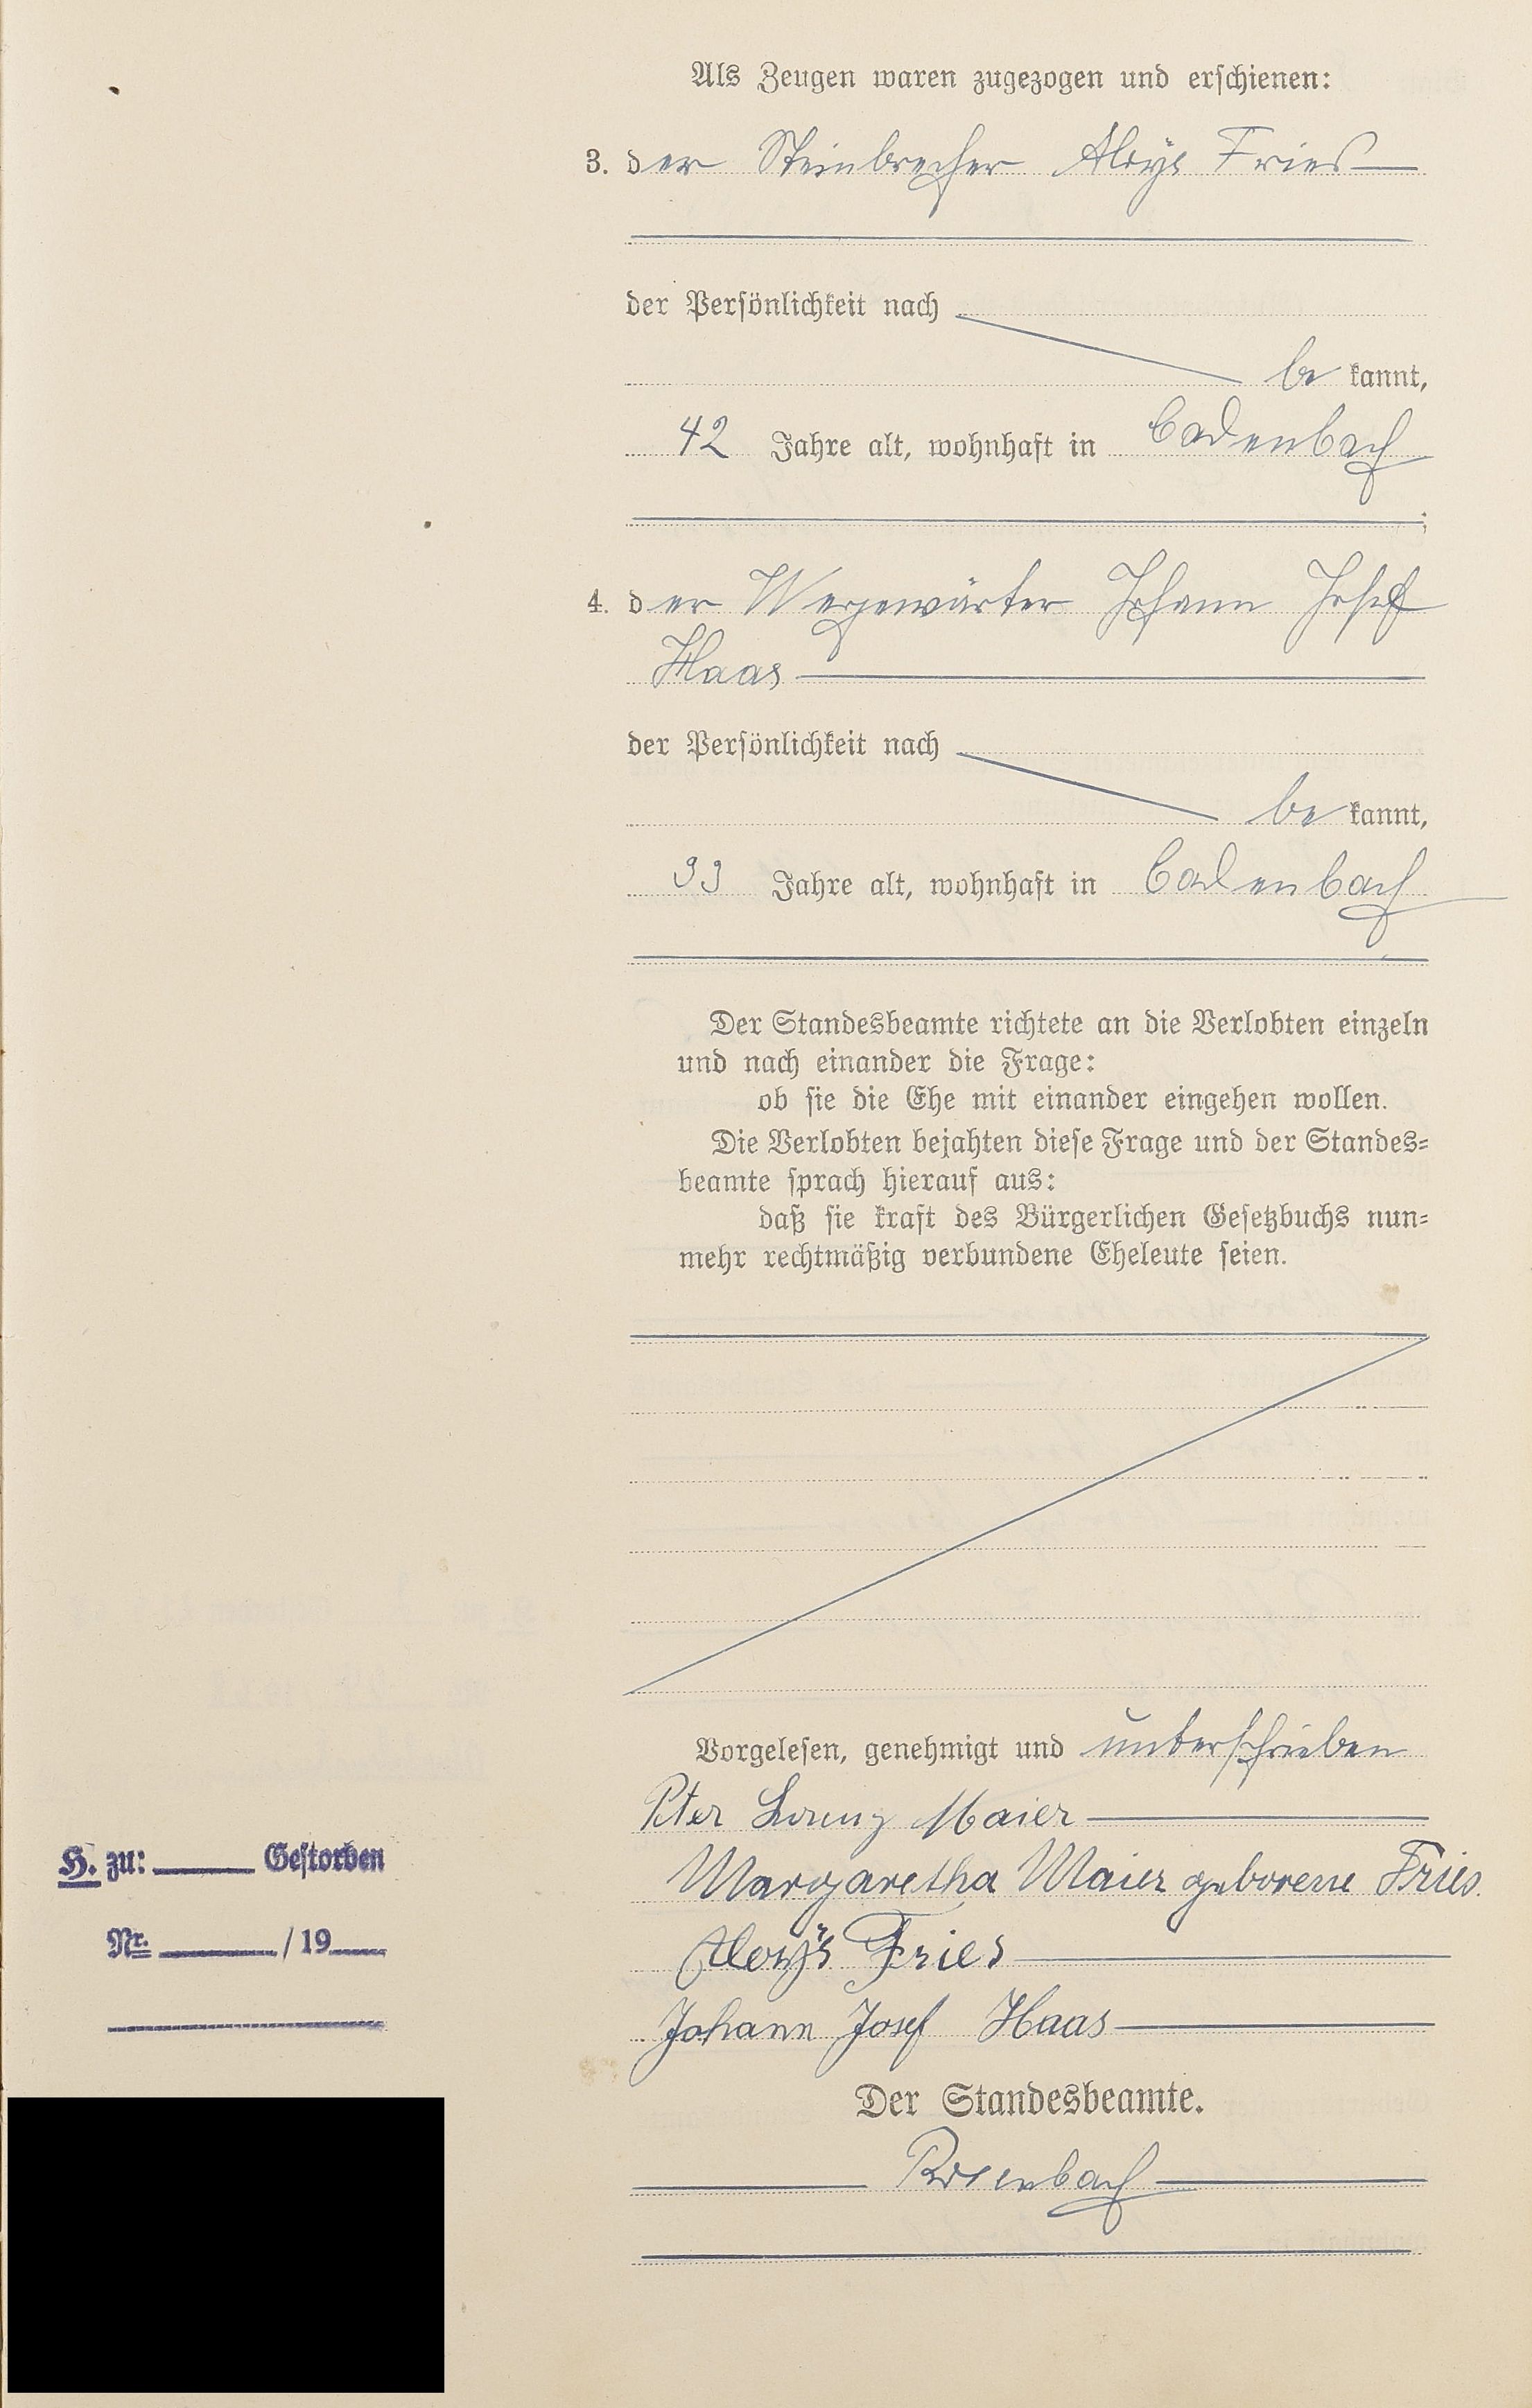 Als Zeugen waren zugezogen und erschienen:
3. der Steinbrecher Aloys Fries
der Persönlichkeit nach
be kannt,
42 Jahre alt, wohnhaft in Cadenbach
;
4. der Wegewärter Johann Josef
Haas
der Persönlichkeit nach
be kannt,
33 Jahre alt, wohnhaft in Cadenbach
Der Standesbeamte richtete an die Verlobten einzeln
und nach einander die Frage:
ob sie die Ehe mit einander eingehen wollen.
Die Verlobten bejahten diese Frage und der Standes=
beamte sprach hierauf aus:
daß sie kraft des Bürgerlichen Gesetzbuchs nun=
mehr rechtmäßig verbundene Eheleute seien.
Vorgelesen, genehmigt und unterschrieben
Peter Lorenz Maier
Margaretha Maier geborene Fries.
Aloys Fries
Johann Josef Haas
Der Standesbeamte.
Rosenbach
H. zu: Gestorben
Nr. /19